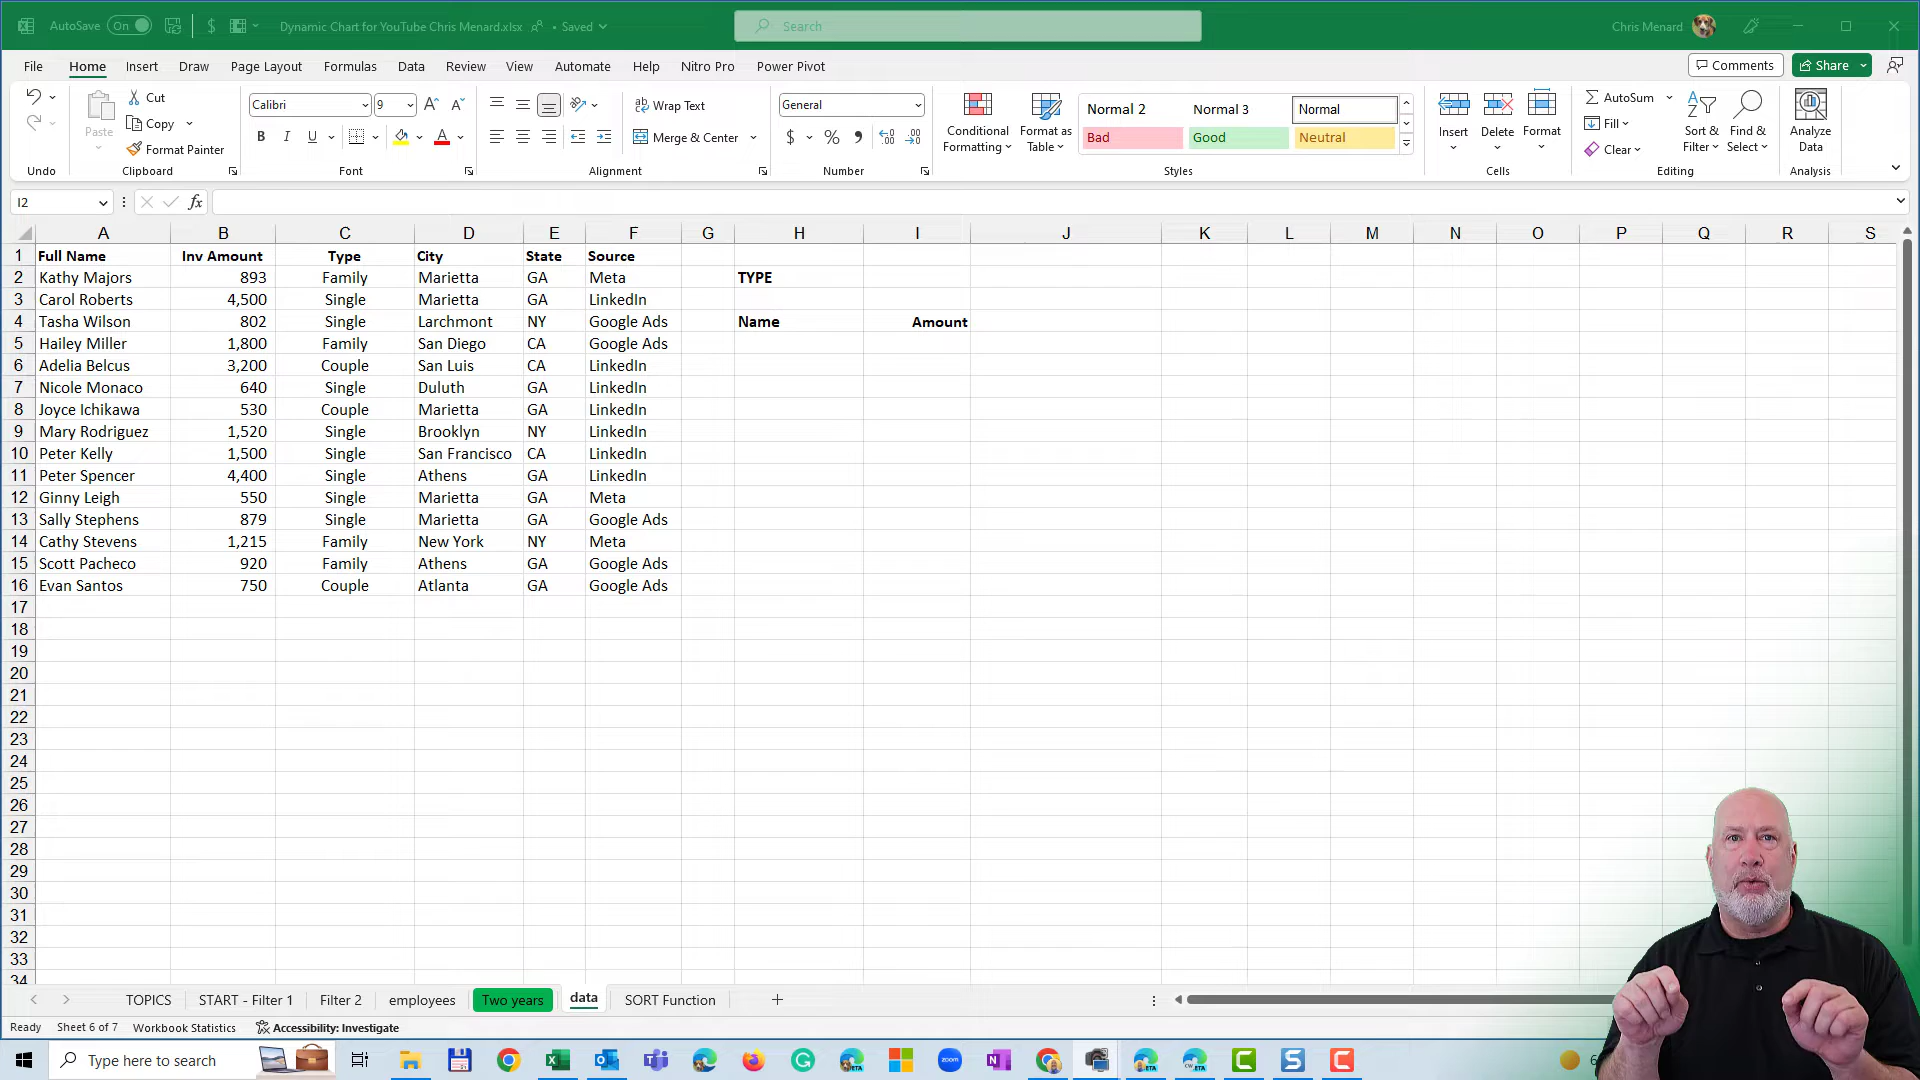 AutoSave On $ Dynamic Chart for YouTube Chris Menard.xlsx • Saved Search Chris Menard
File Home Insert Draw Page Layout Formulas Data Review View Automate Help Nitro Pro Power Pivot Comments Share
Cut Calibri 9 Wrap Text General Normal 2 Normal 3 Normal AutoSum
Paste Copy B I U Merge & Center $ % Conditional Formatting Format as Table Bad Good Neutral Insert Delete Format Fill Sort & Filter Find & Select Analyze Data
Format Painter Clear
Undo Clipboard Font Alignment Number Styles Cells Editing Analysis
I2 fx
A B C D E F G H I J K L M N O P Q R S
1 Full Name Inv Amount Type City State Source
2 Kathy Majors 893 Family Marietta GA Meta TYPE
3 Carol Roberts 4,500 Single Marietta GA LinkedIn
4 Tasha Wilson 802 Single Larchmont NY Google Ads Name Amount
5 Hailey Miller 1,800 Family San Diego CA Google Ads
6 Adelia Belcus 3,200 Couple San Luis CA LinkedIn
7 Nicole Monaco 640 Single Duluth GA LinkedIn
8 Joyce Ichikawa 530 Couple Marietta GA LinkedIn
9 Mary Rodriguez 1,520 Single Brooklyn NY LinkedIn
10 Peter Kelly 1,500 Single San Francisco CA LinkedIn
11 Peter Spencer 4,400 Single Athens GA LinkedIn
12 Ginny Leigh 550 Single Marietta GA Meta
13 Sally Stephens 879 Single Marietta GA Google Ads
14 Cathy Stevens 1,215 Family New York NY Meta
15 Scott Pacheco 920 Family Athens GA Google Ads
16 Evan Santos 750 Couple Atlanta GA Google Ads
17
18
19
20
21
22
23
24
25
26
27
28
29
30
31
32
33
34
TOPICS START - Filter 1 Filter 2 employees Two years data SORT Function
Ready Sheet 6 of 7 Workbook Statistics Accessibility: Investigate
Type here to search